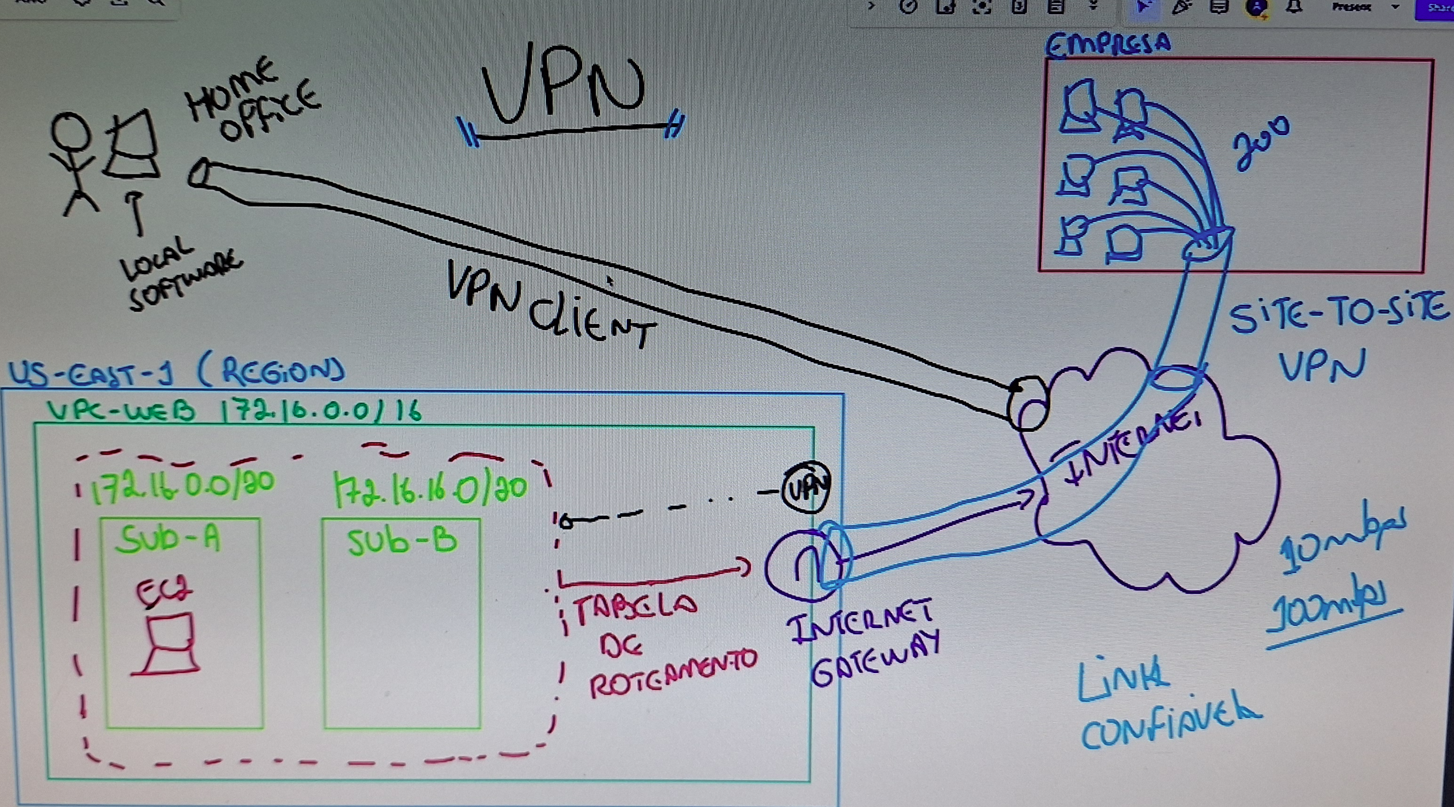 Present
Share
VPN
HOME
OFFICE
LOCAL
SOFTWARE
VPN CLiENT
EMPRESA
200
SiTE-TO-SiTE
VPN
US-EAST-1 (REGION)
VPC-WEB 172.16.0.0/16
172.16.0.0/20
172.16.16.0/20
SUB-A
SUB-B
EC2
VPN
INTERNET
TABELA
DE
ROTEAMENTO
INTERNET
GATEWAY
10mbps
100mbps
LiNK
CONFIAVEL